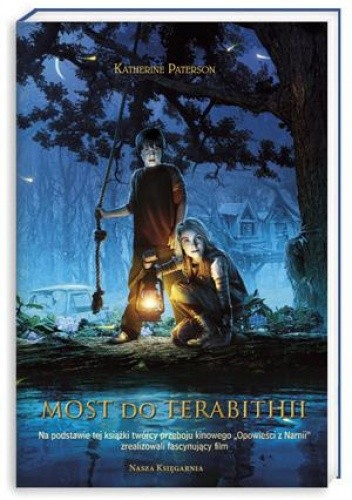 KATHERINE PATERSON
MOST DO TERABITHII
Na podstawie tej książki twórcy przeboju kinowego „Opowieści z Narnii”
zrealizowali fascynujący film
NASZA KSIĘGARNIA